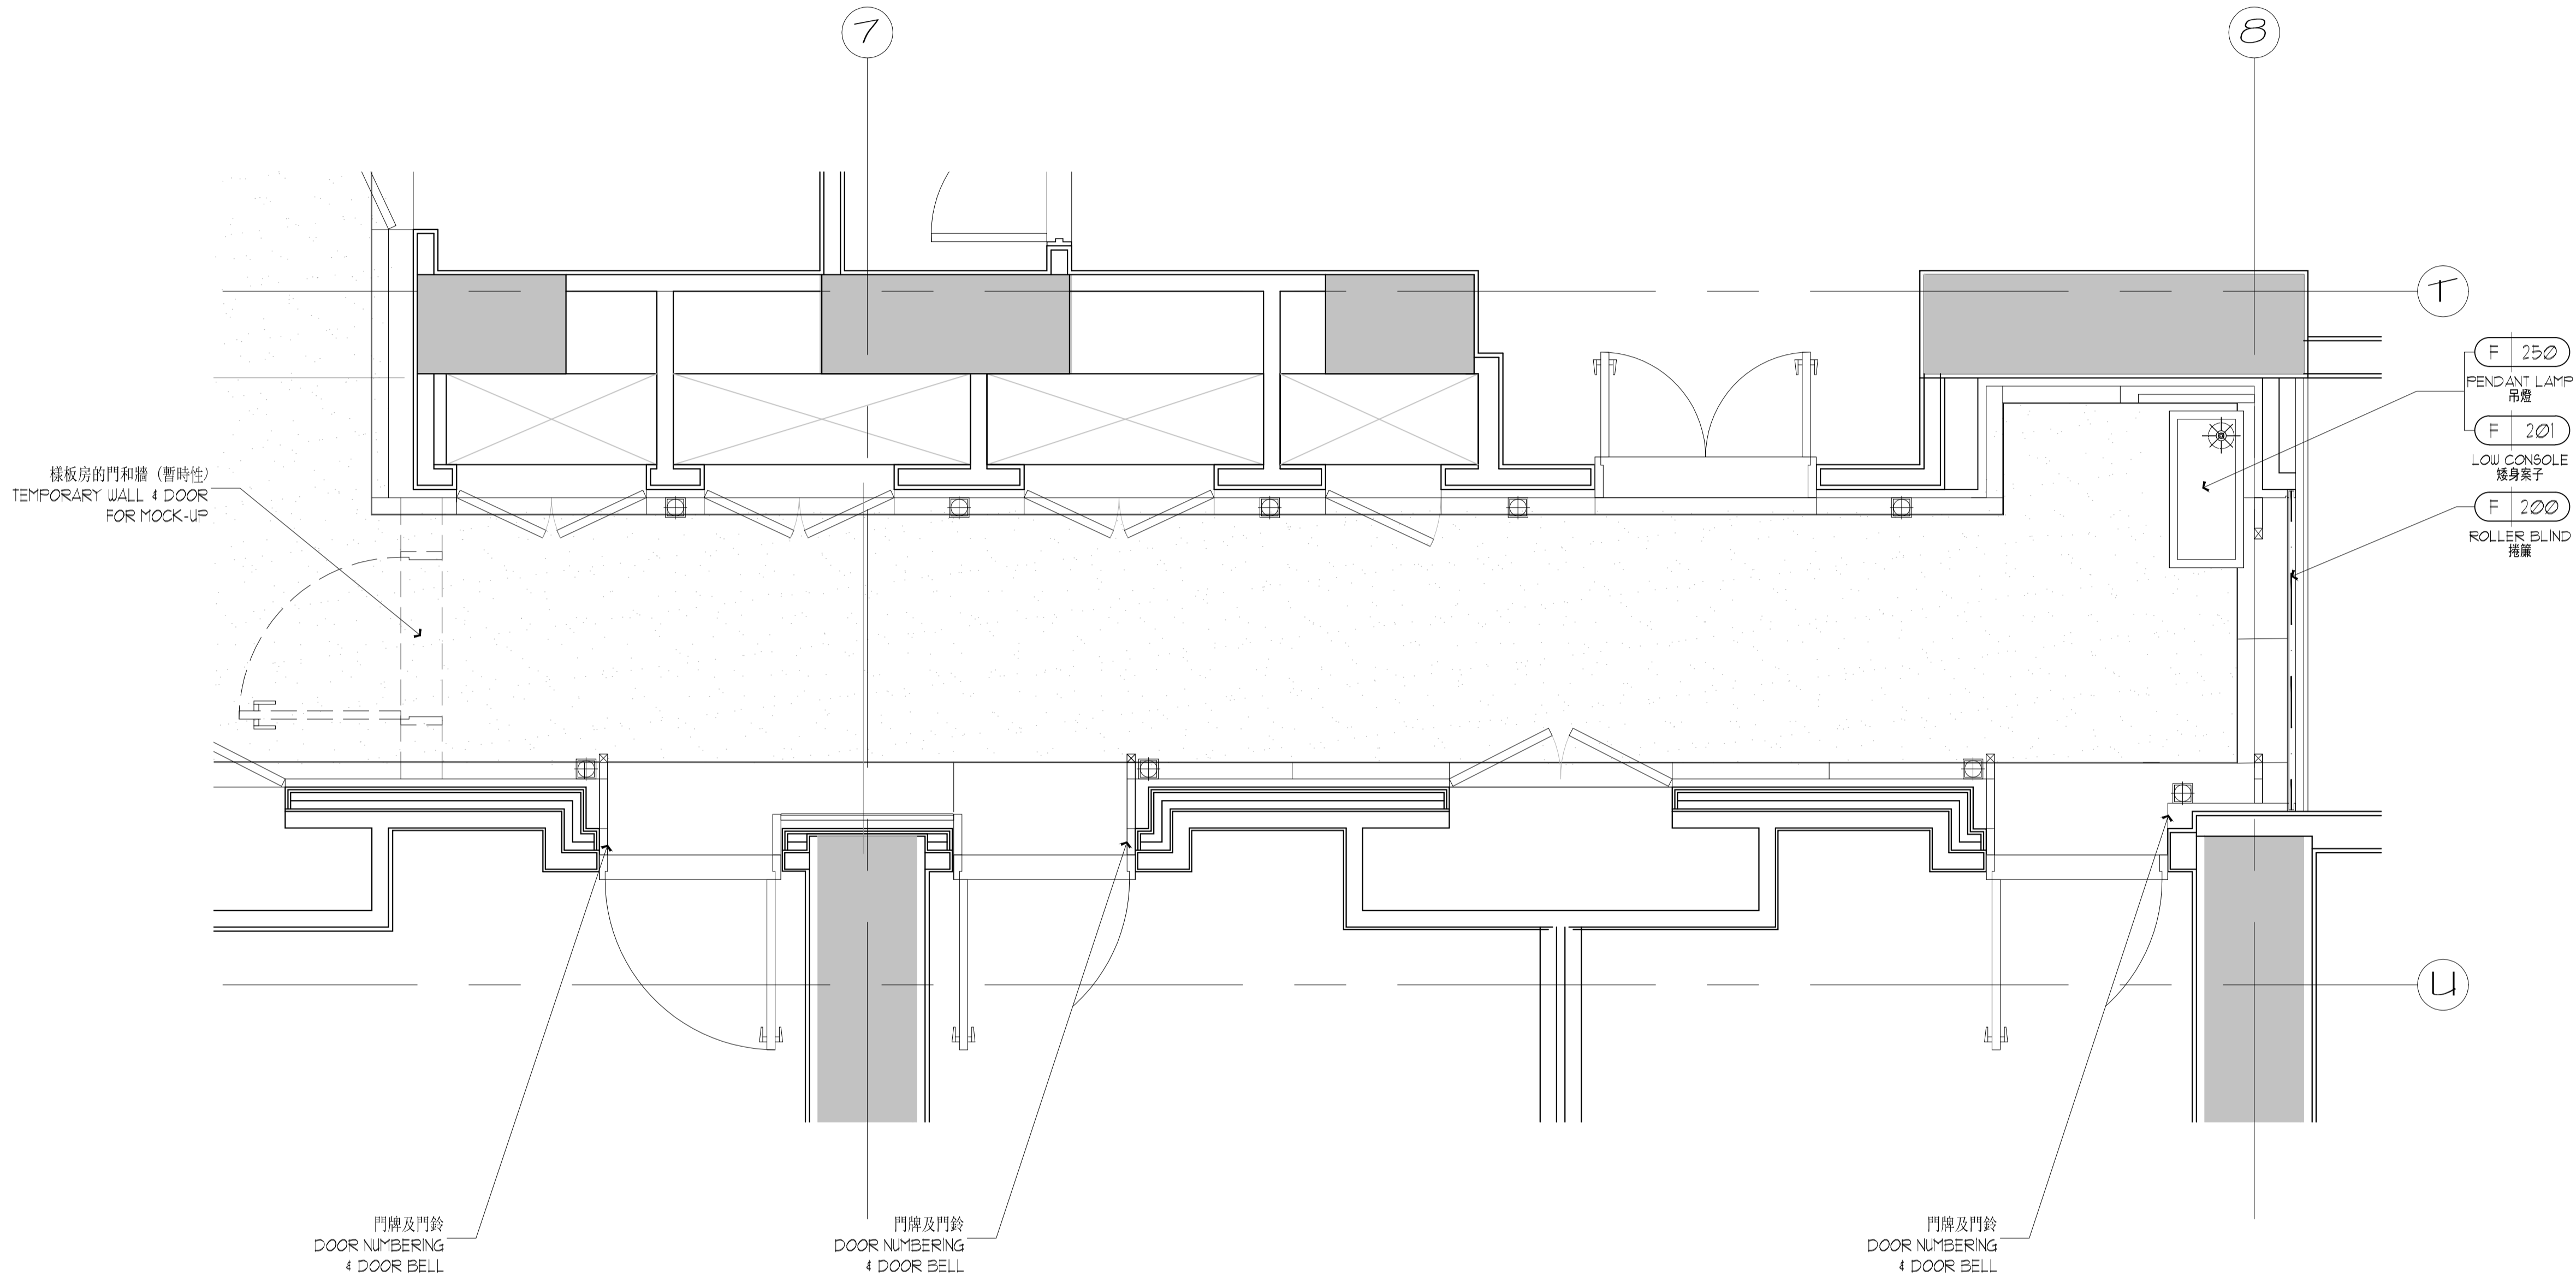 7
8
T
F 250
PENDANT LAMP
吊燈
F 201
LOW CONSOLE
矮身案子
F 200
ROLLER BLIND
捲簾
樣板房的門和牆 (暫時性)
TEMPORARY WALL & DOOR
FOR MOCK-UP
U
門牌及門鈴
DOOR NUMBERING
& DOOR BELL
門牌及門鈴
DOOR NUMBERING
& DOOR BELL
門牌及門鈴
DOOR NUMBERING
& DOOR BELL